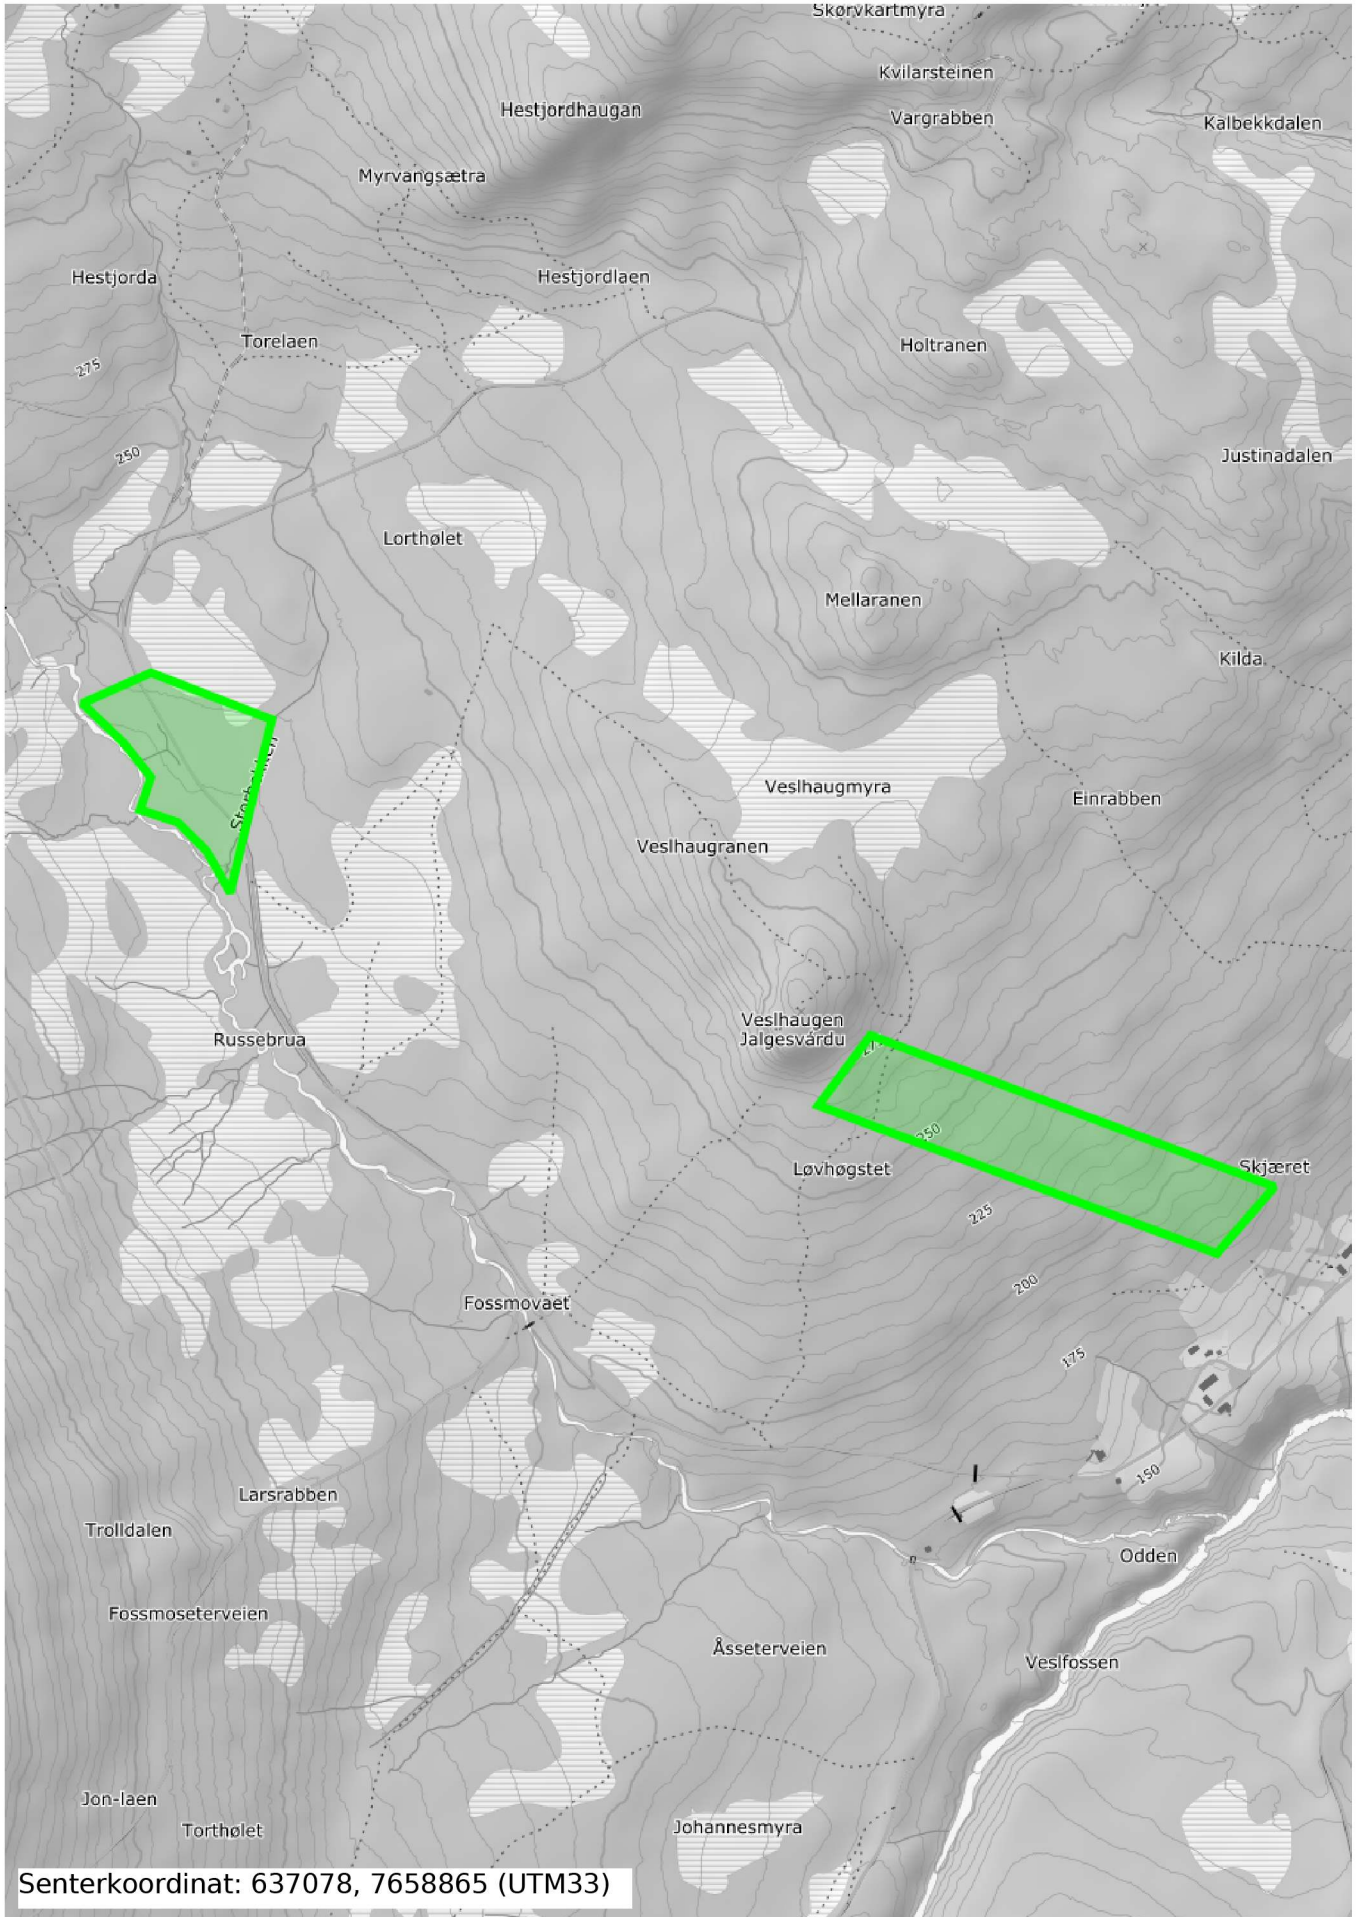 Skørvkartmyra
Kvilarsteinen
Hestjordhaugan
Vargrabben
Kalbekkdalen
Myrvangsætra
Hestjorda
Hestjordlaen
Torelaen
Holtranen
275
250
Justinadalen
Lorthølet
Mellaranen
Kilda
Veslhaugmyra
Einrabben
Veslhaugranen
Veslhaugen
Jalgesvárdu
Russebrua
250
Løvhøgstet
Skjæret
225
200
Fossmovaet
175
150
Larsrabben
Trolldalen
Odden
Fossmoseterveien
Åsseterveien
Veslfossen
Jon-laen
Torthølet
Johannesmyra
Senterkoordinat: 637078, 7658865 (UTM33)